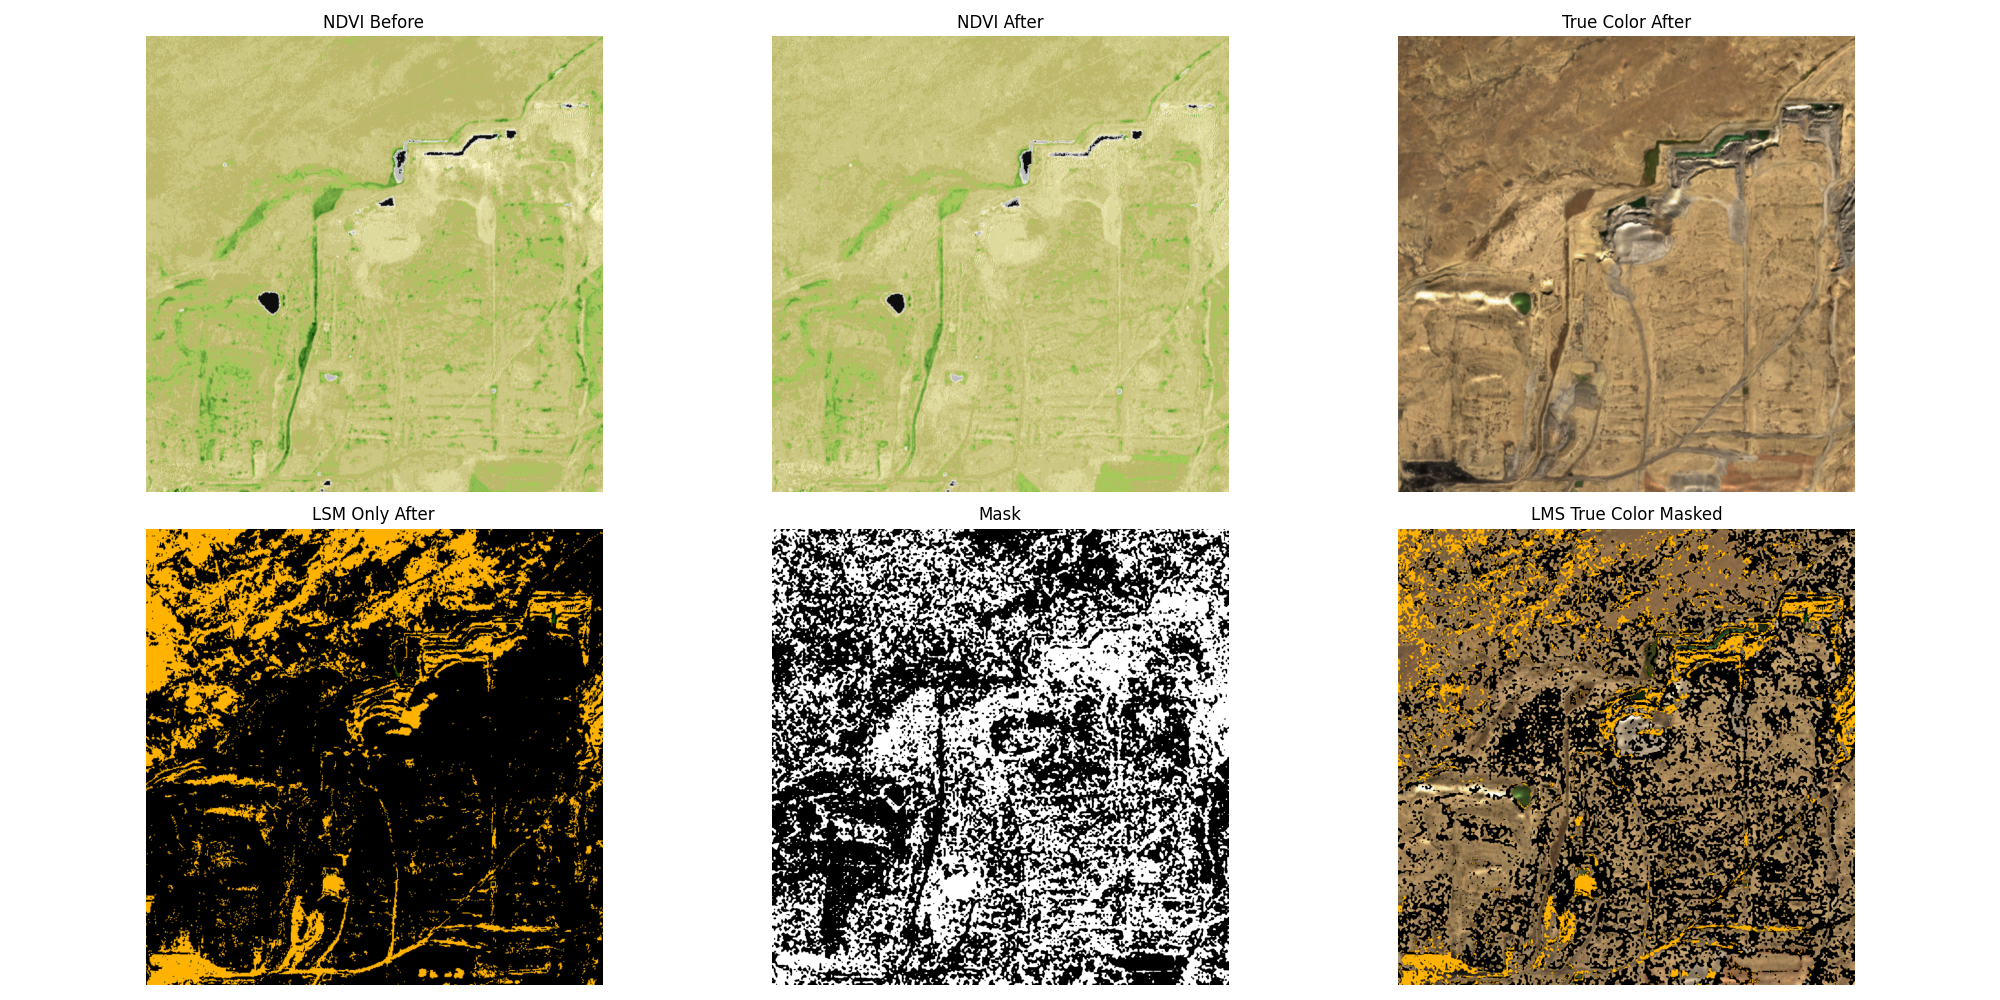 NDVI Before
NDVI After
True Color After
LSM Only After
Mask
LMS True Color Masked